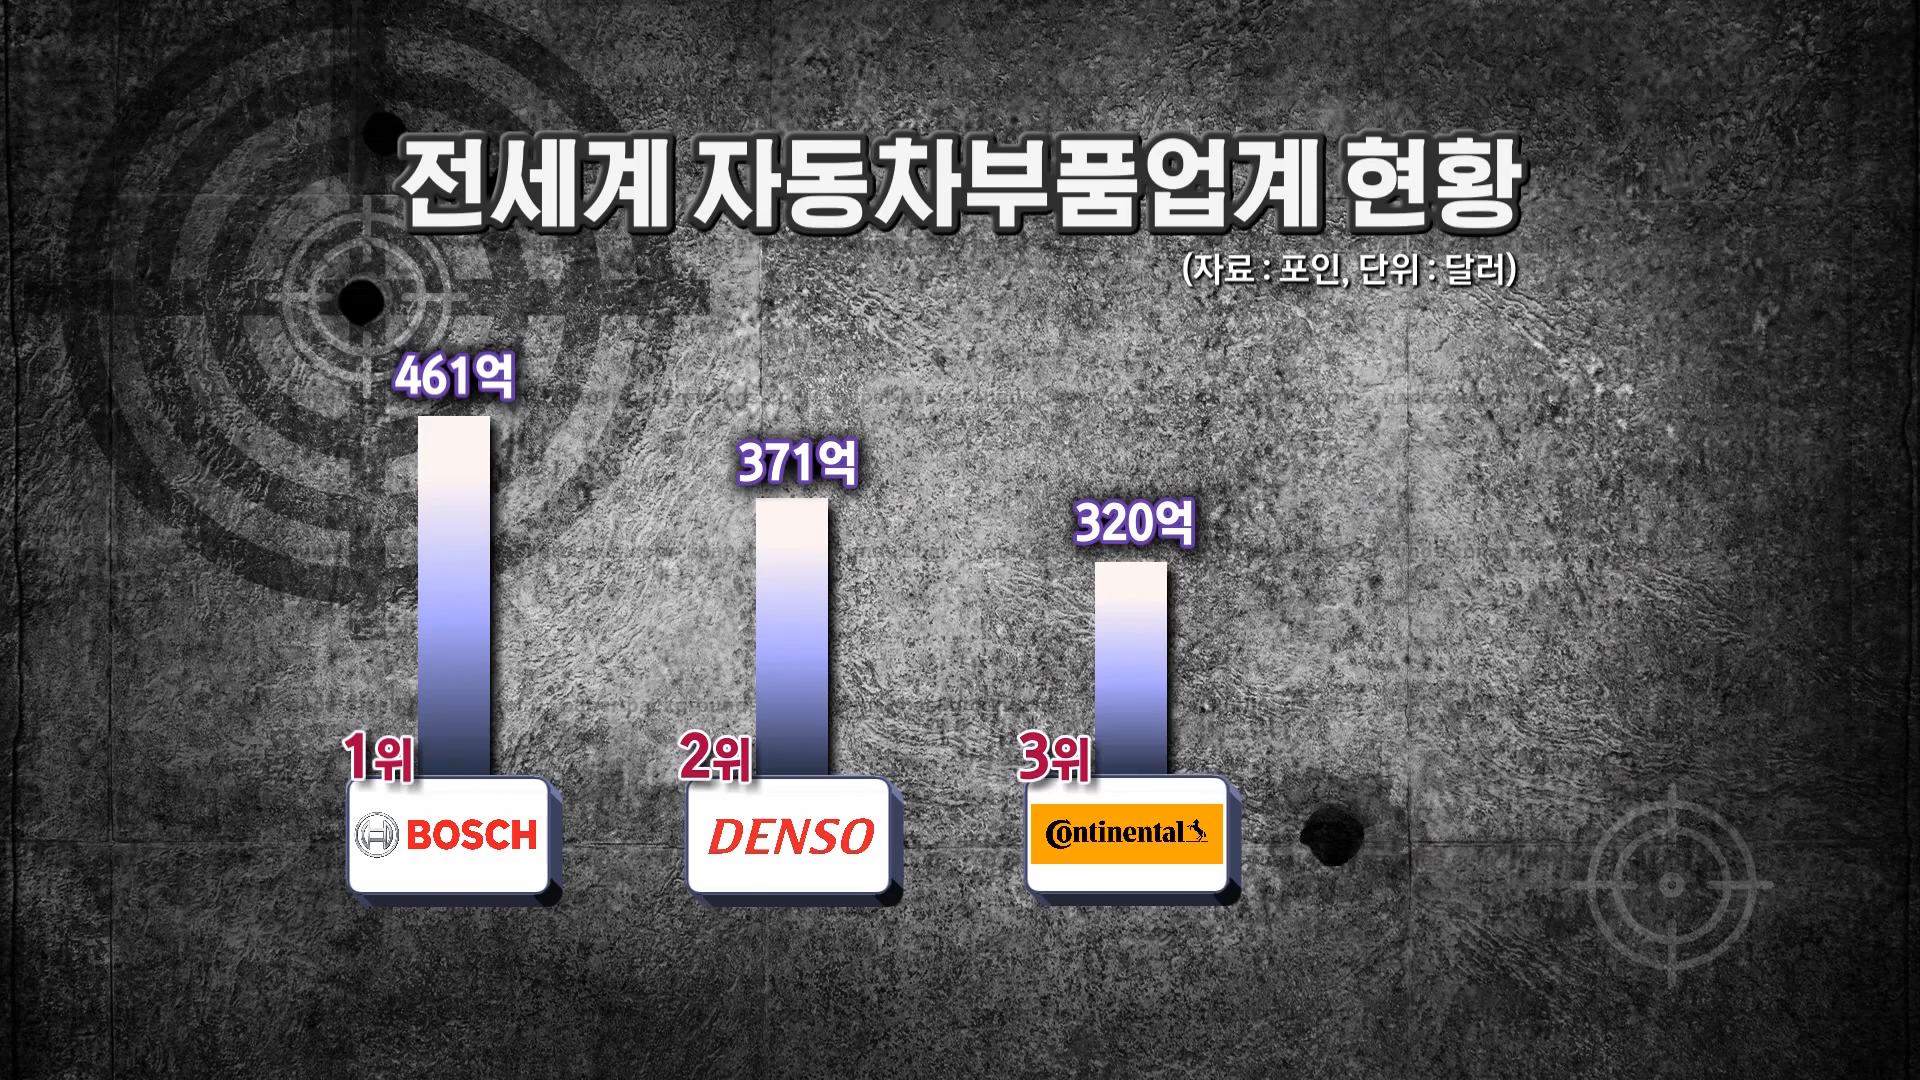 전세계 자동차부품업계 현황
(자료 : 포인, 단위 : 달러)
461억
371억
320억
1위
2위
3위
BOSCH
DENSO
Continental